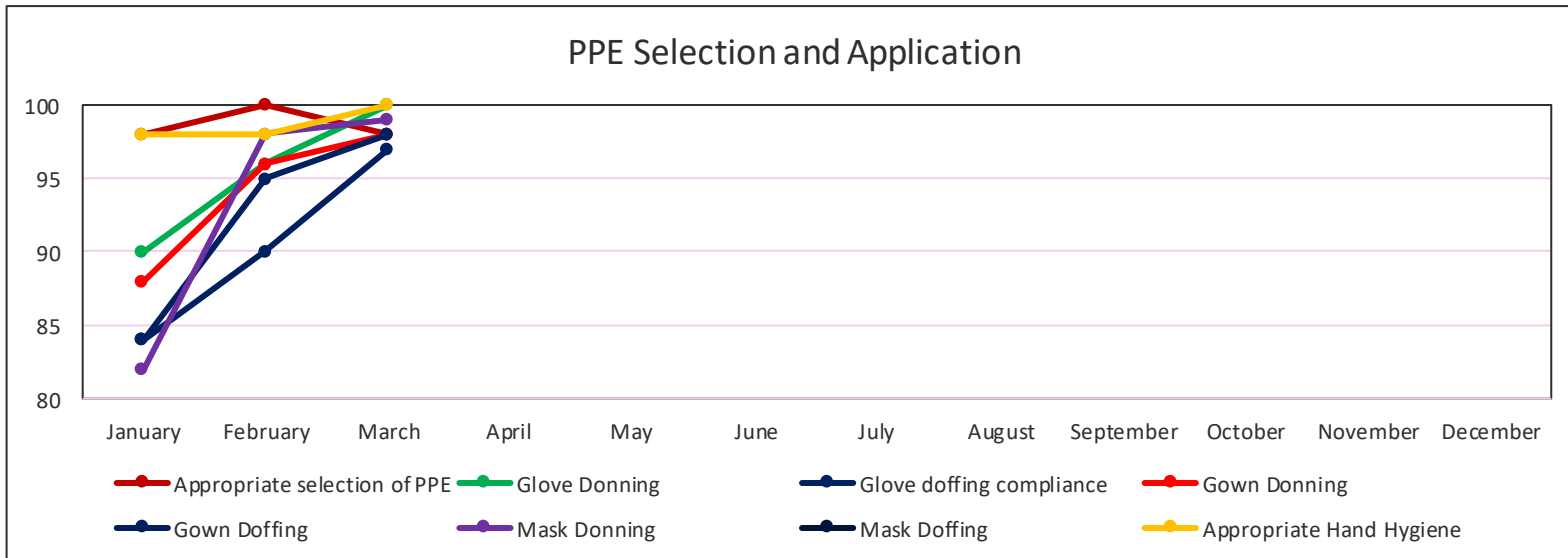 PPE Selection and Application
100
95
90
85
80
January February March April May June July August September October November December
Appropriate selection of PPE Glove Donning Glove doffing compliance Gown Donning
Gown Doffing Mask Donning Mask Doffing Appropriate Hand Hygiene